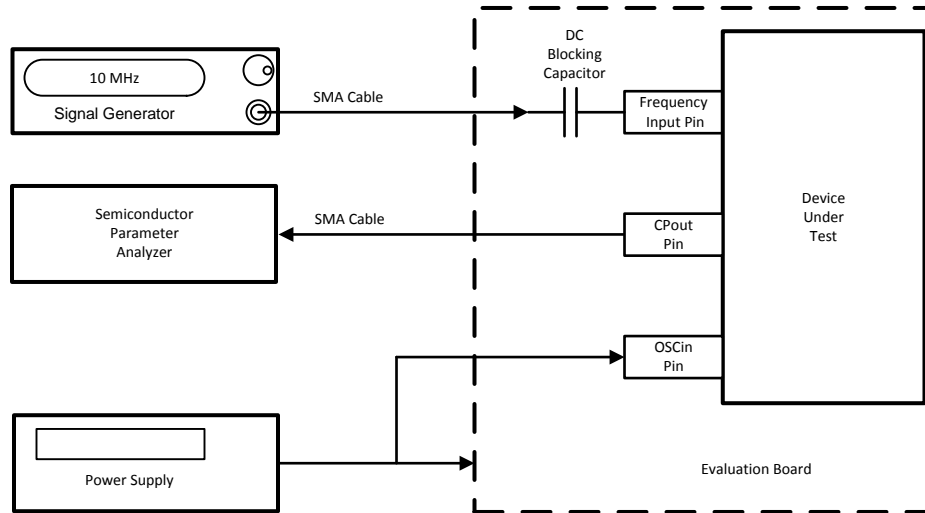 10 MHz
Signal Generator
SMA Cable
DC
Blocking
Capacitor
Frequency
Input Pin
Semiconductor
Parameter
Analyzer
SMA Cable
CPout
Pin
Device
Under
Test
OSCin
Pin
Power Supply
Evaluation Board